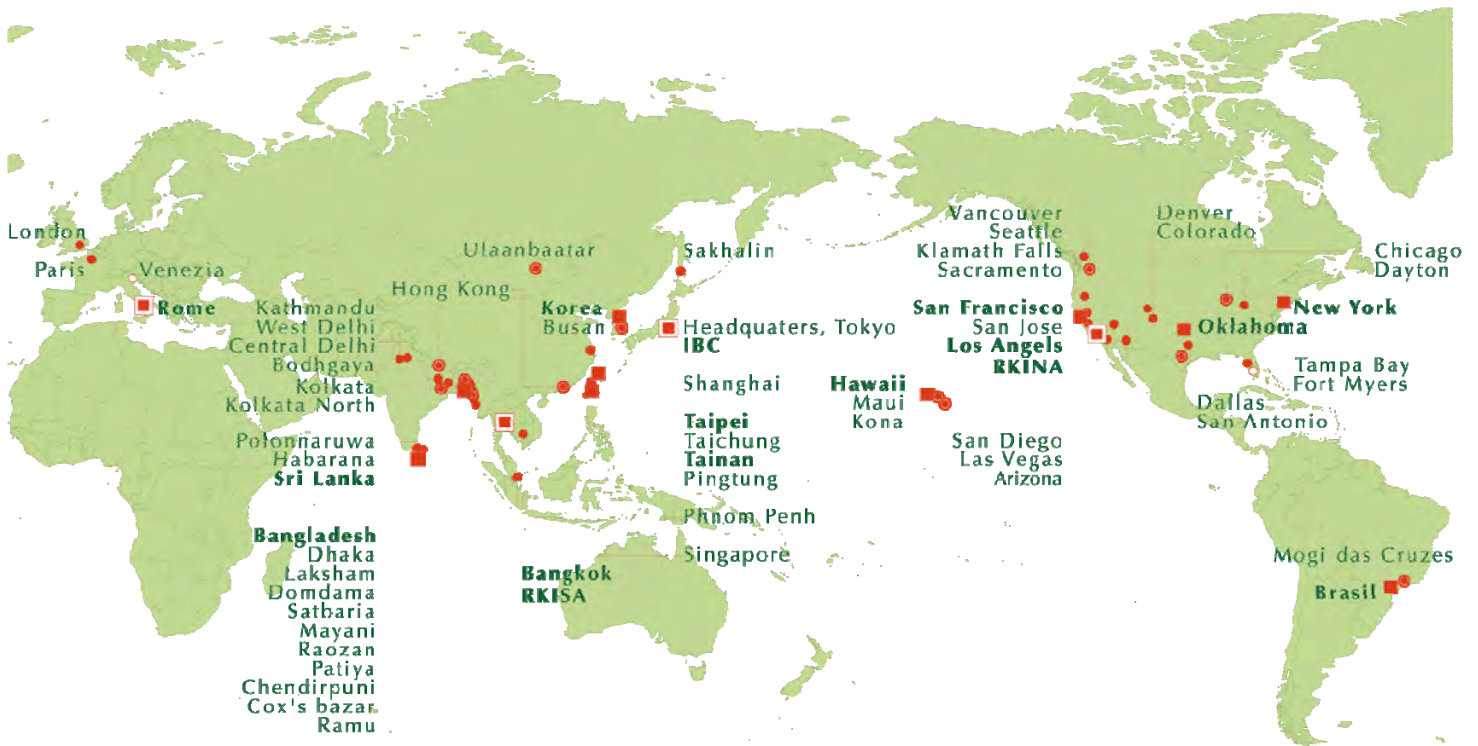 London
Paris
Venezia
Rome
Ulaanbaatar
Hong Kong
Kathmandu
West Delhi
Central Delhi
Bodhgaya
Kolkata
Kolkata North
Polonnaruwa
Habarana
Sri Lanka
Bangladesh
Dhaka
Laksham
Domdama
Satbaria
Mayani
Raozan
Patiya
Chendirpuni
Cox's bazar
Ramu
Korea
Busan
Bangkok
RKISA
Sakhalin
Headquaters, Tokyo
IBC
Shanghai
Taipei
Taichung
Tainan
Pingtung
Phnom Penh
Singapore
Vancouver
Seattle
Klamath Falls
Sacramento
San Francisco
San Jose
Los Angels
RKINA
Hawaii
Maui
Kona
San Diego
Las Vegas
Arizona
Denver
Colorado
Chicago
Dayton
New York
Oklahoma
Tampa Bay
Fort Myers
Dallas
San Antonio
Mogi das Cruzes
Brasil